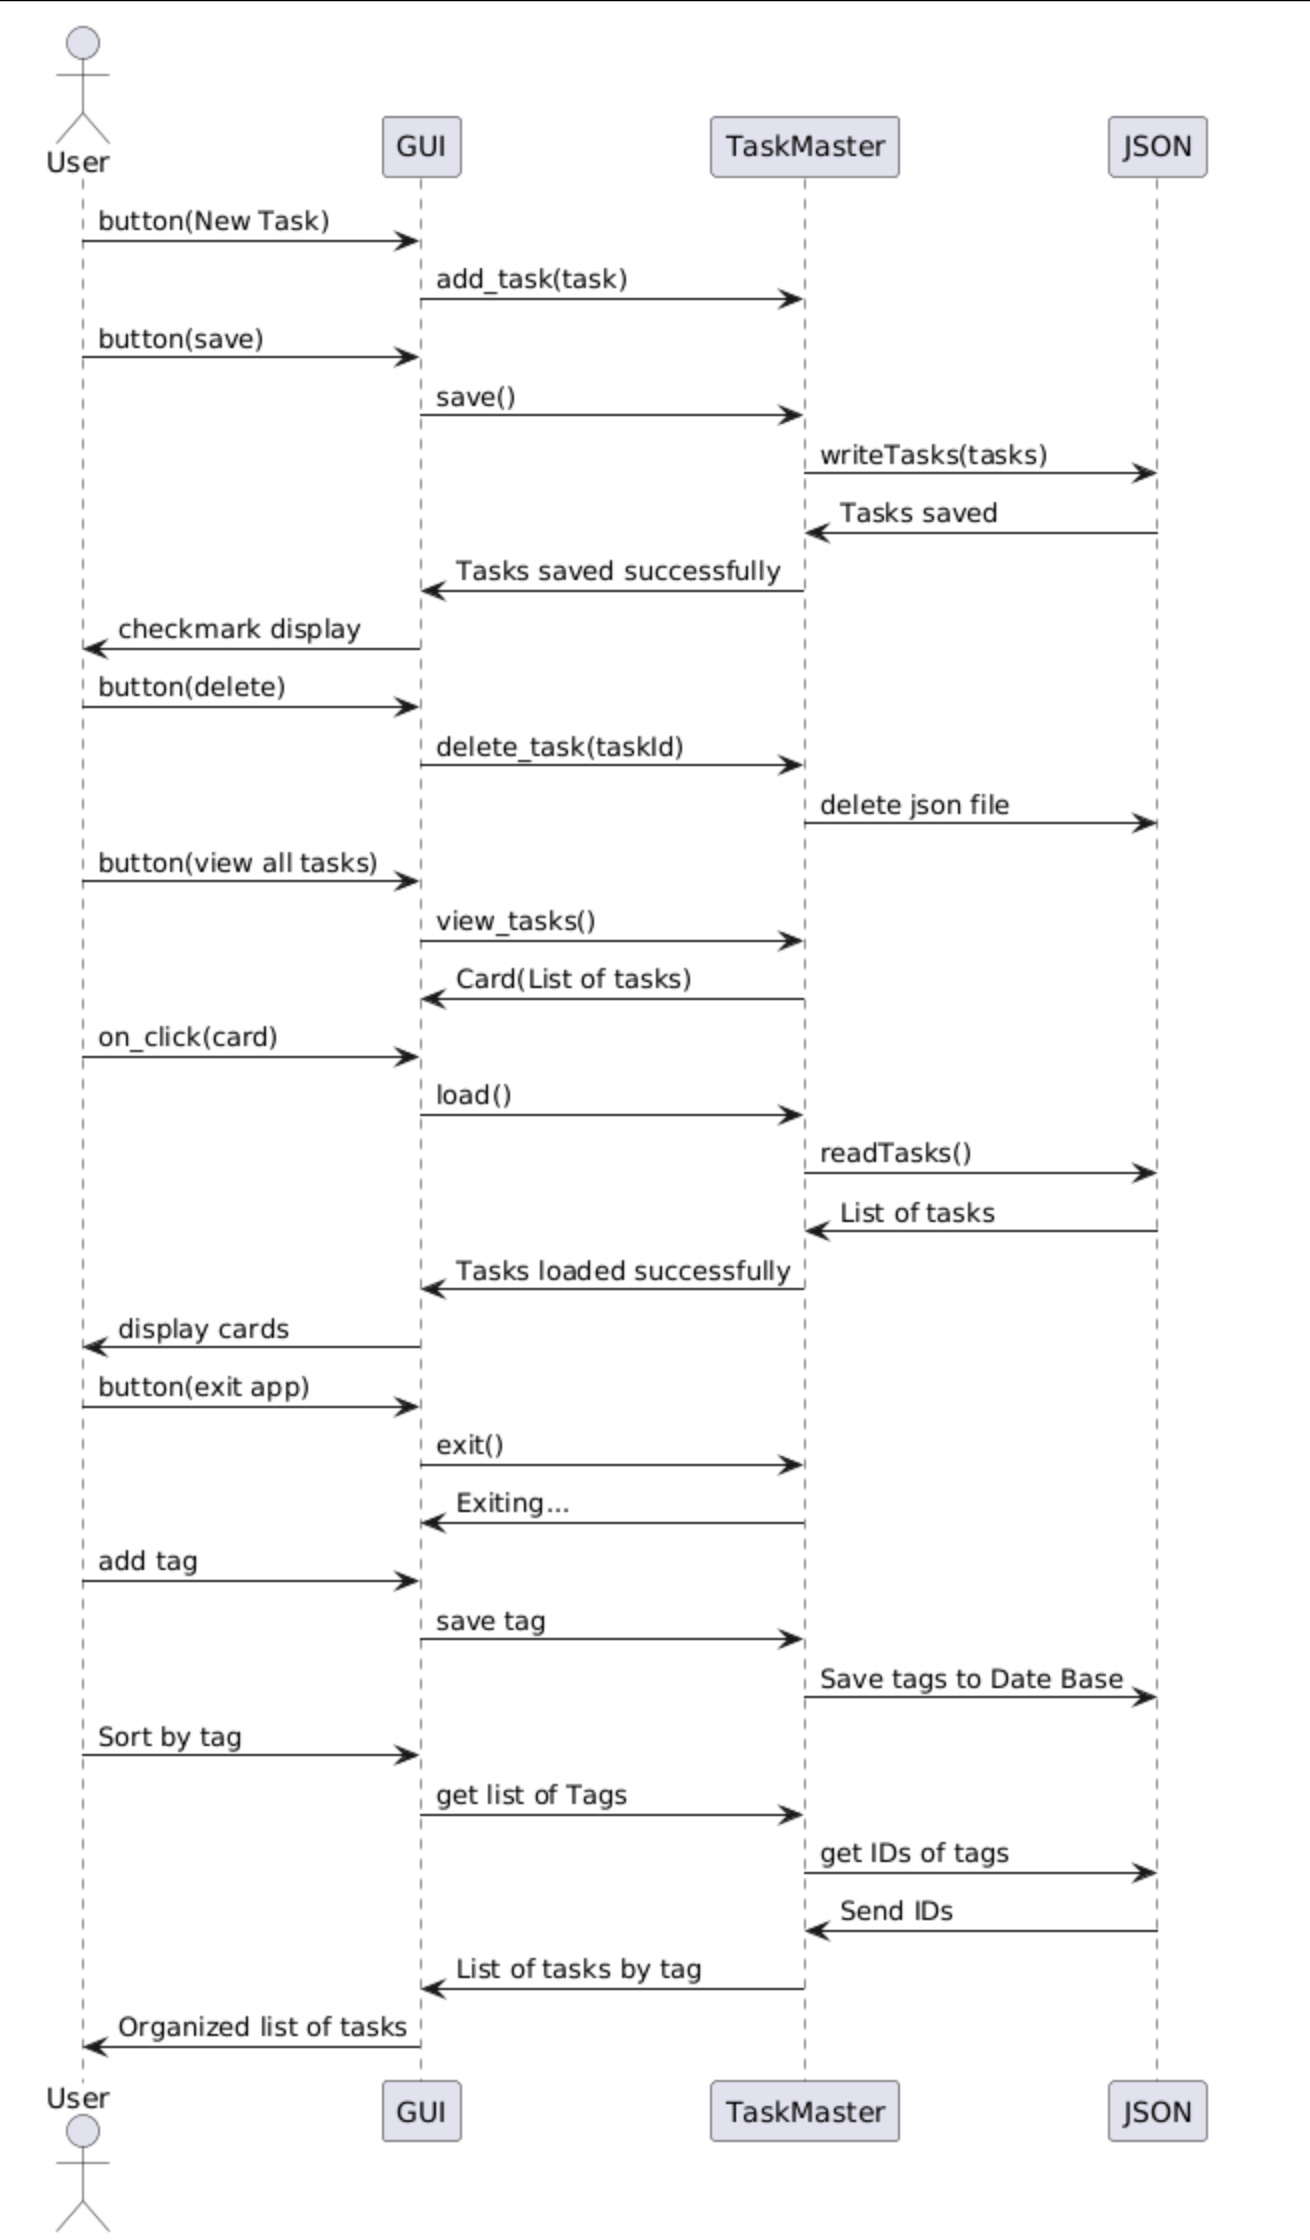 User
GUI
TaskMaster
JSON
button(New Task)
add_task(task)
button(save)
save()
writeTasks(tasks)
Tasks saved
Tasks saved successfully
checkmark display
button(delete)
delete_task(taskId)
delete json file
button(view all tasks)
view_tasks()
Card(List of tasks)
on_click(card)
load()
readTasks()
List of tasks
Tasks loaded successfully
display cards
button(exit app)
exit()
Exiting...
add tag
save tag
Save tags to Date Base
Sort by tag
get list of Tags
get IDs of tags
Send IDs
List of tasks by tag
Organized list of tasks
User
GUI
TaskMaster
JSON